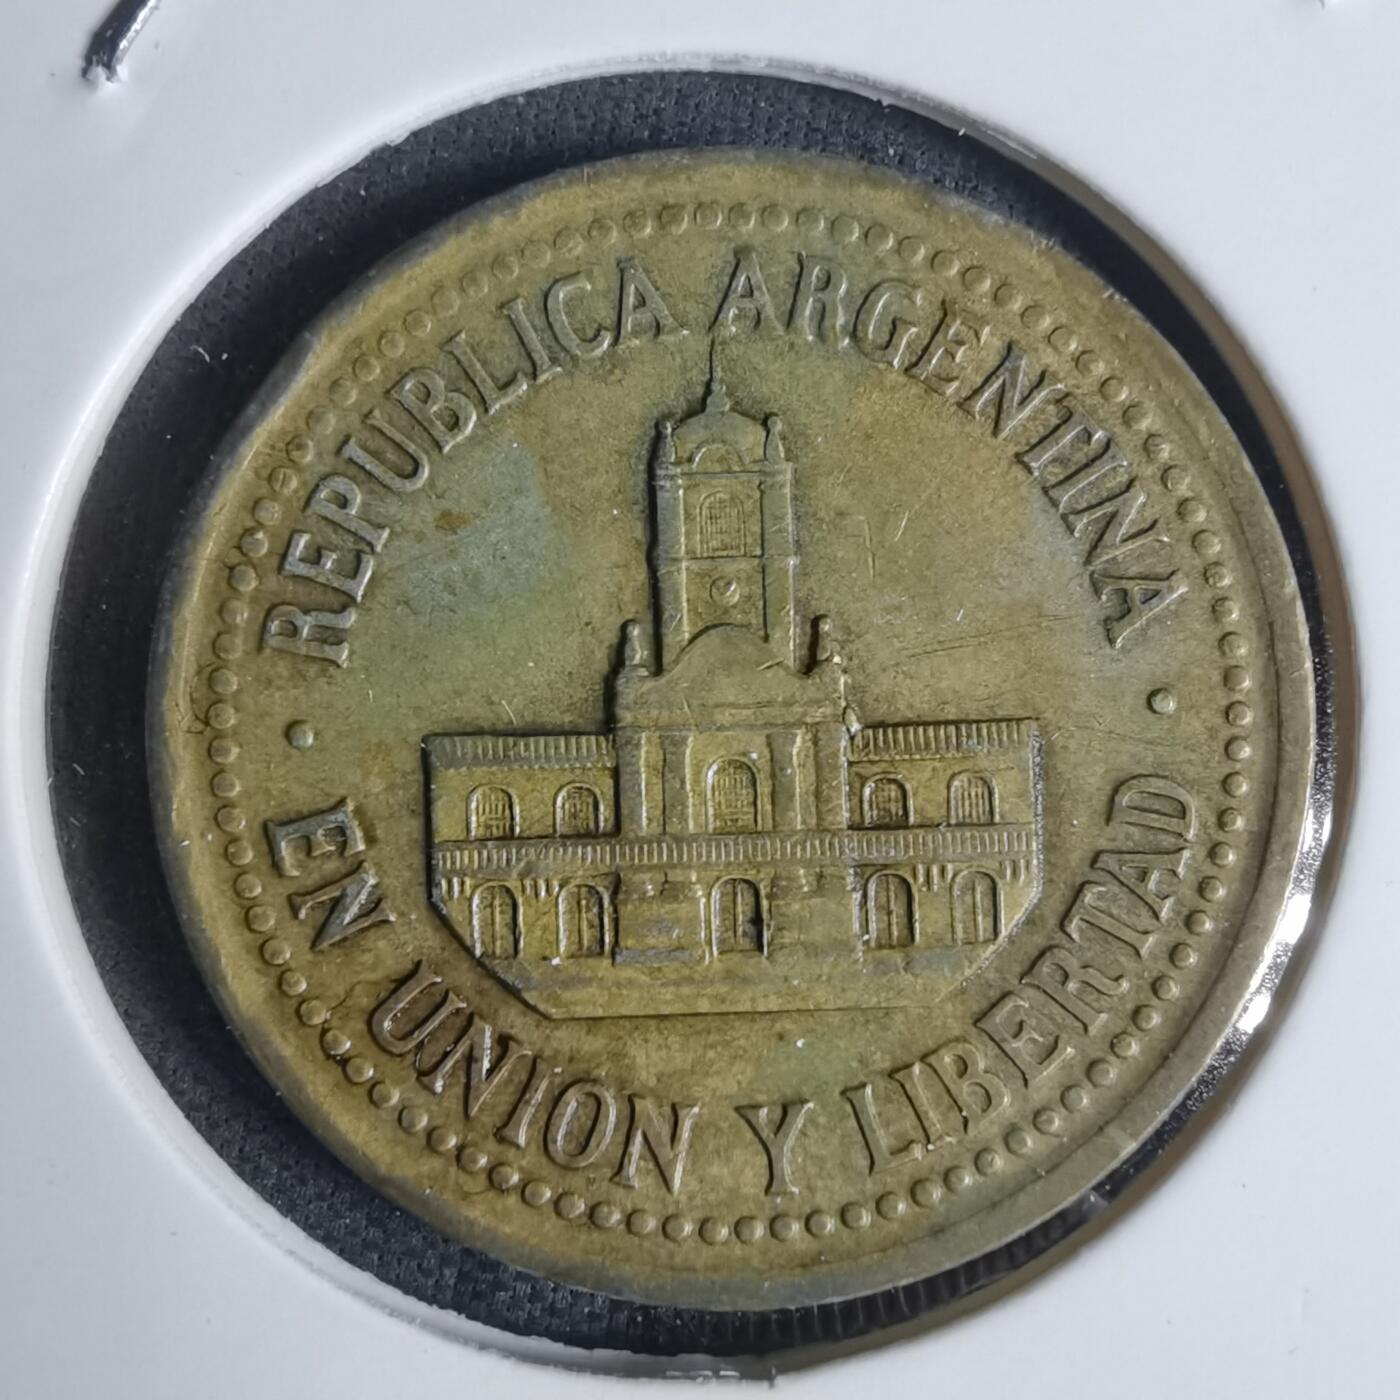 REPUBLICA ARGENTINA
· EN UNION Y LIBERTAD ·